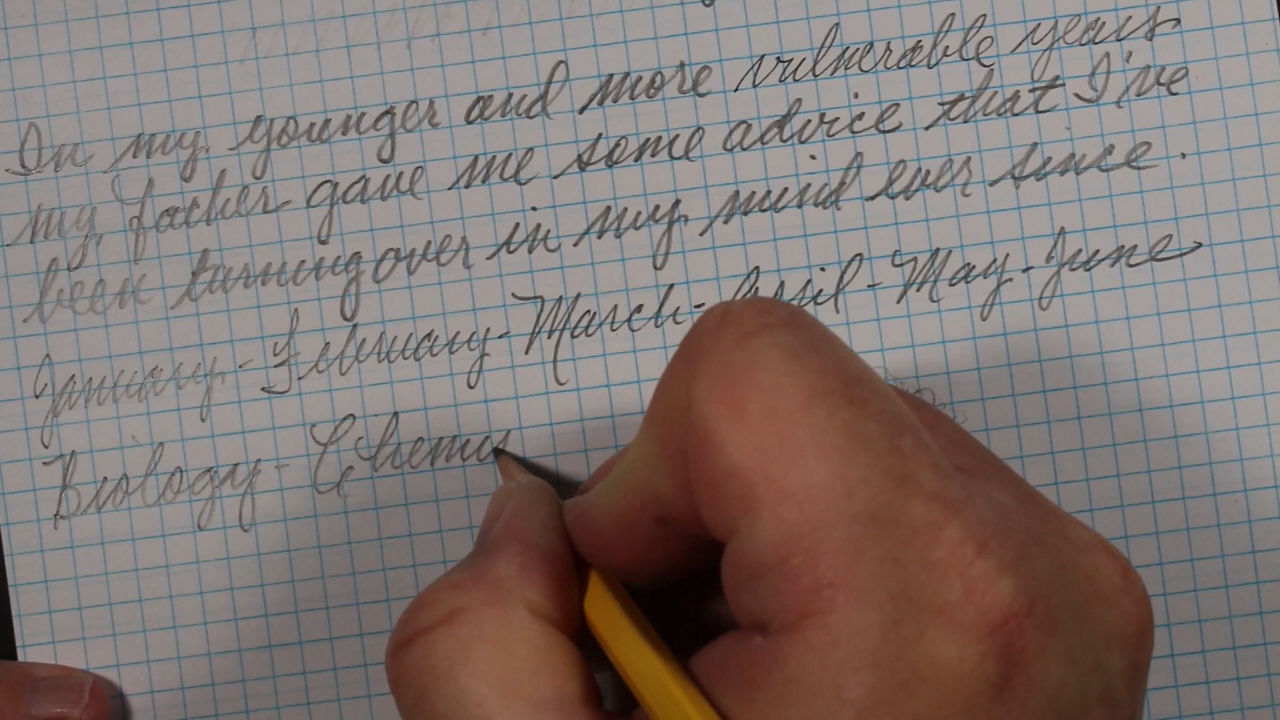 In my younger and more vulnerable years
my father gave me some advice that I've
been turning over in my mind ever since.
January-February-March-April-May-June
Biology-Chemis